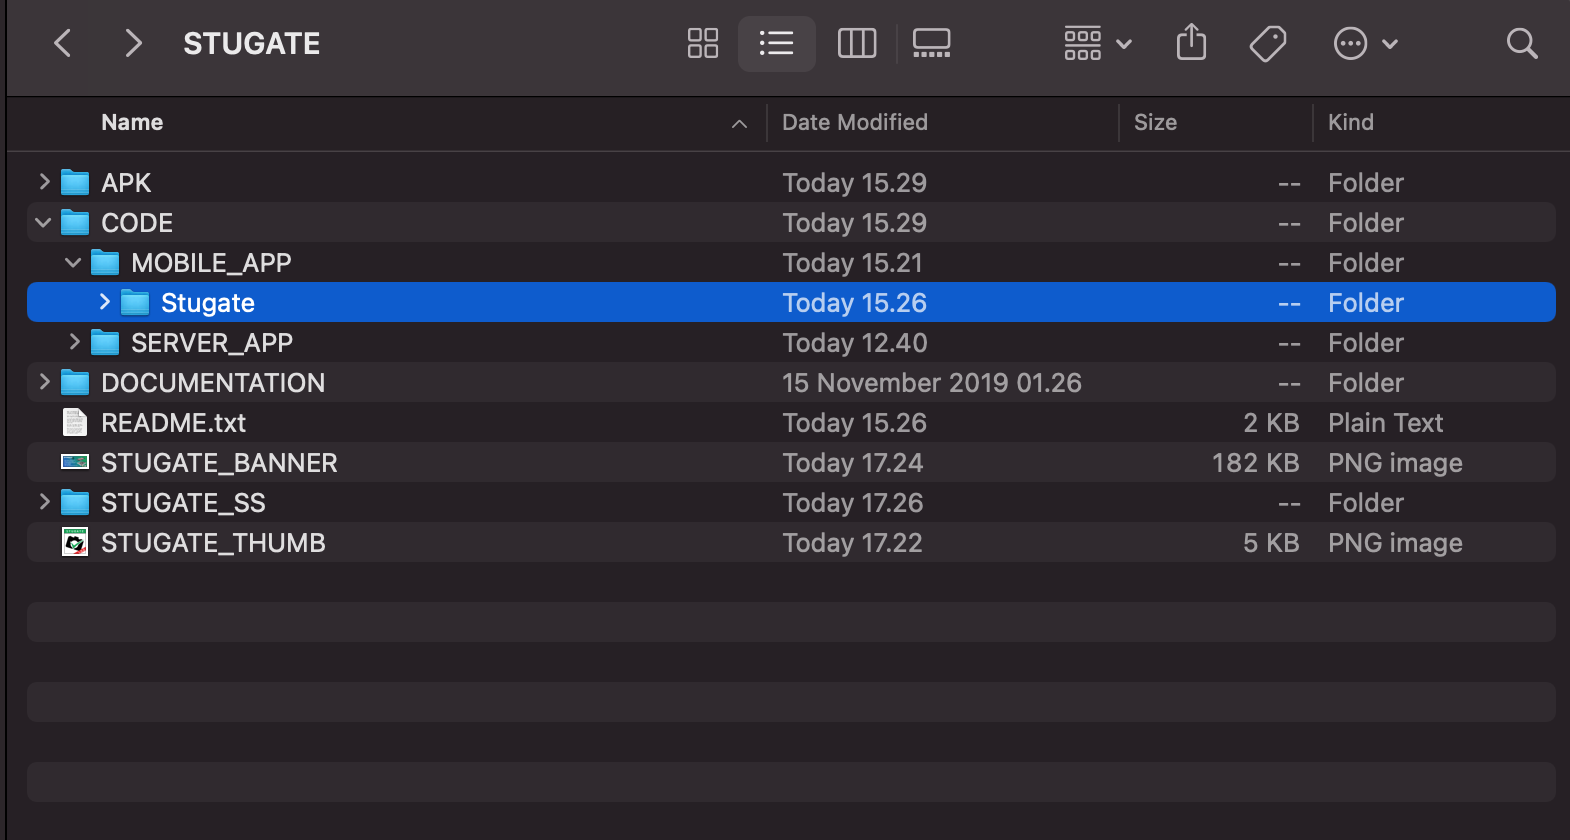 STUGATE
Name Date Modified Size Kind
APK Today 15.29 -- Folder
CODE Today 15.29 -- Folder
MOBILE_APP Today 15.21 -- Folder
Stugate Today 15.26 -- Folder
SERVER_APP Today 12.40 -- Folder
DOCUMENTATION 15 November 2019 01.26 -- Folder
README.txt Today 15.26 2 KB Plain Text
STUGATE_BANNER Today 17.24 182 KB PNG image
STUGATE_SS Today 17.26 -- Folder
STUGATE_THUMB Today 17.22 5 KB PNG image